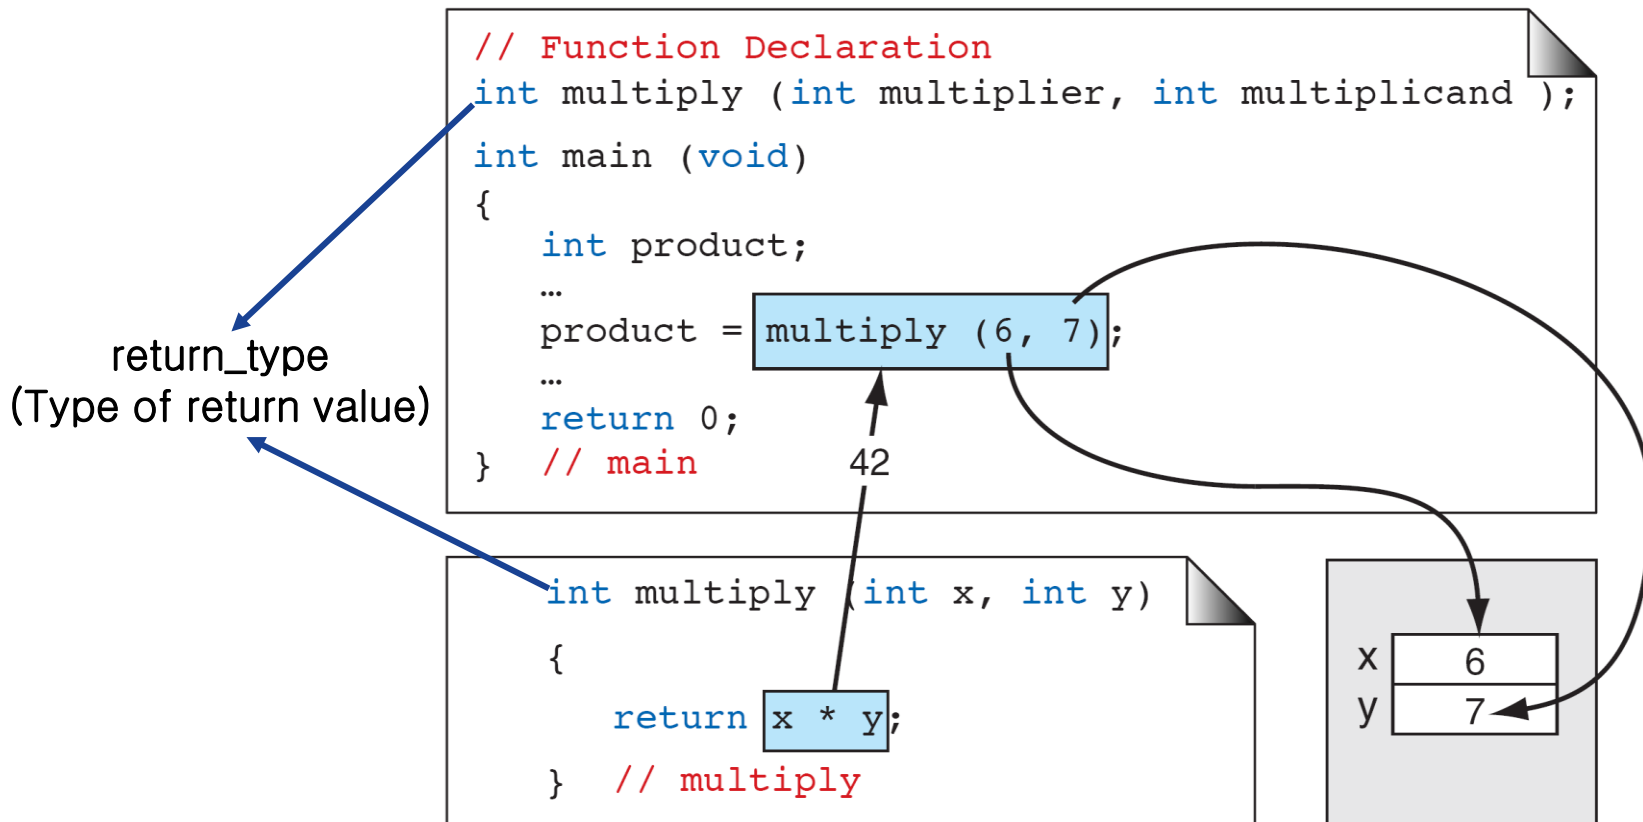 // Function Declaration
int multiply (int multiplier, int multiplicand );
int main (void)
{
int product;
…
product = multiply (6, 7);
…
return 0;
} // main
42
return_type
(Type of return value)
int multiply (int x, int y)
{
return x * y;
} // multiply
x 6
y 7